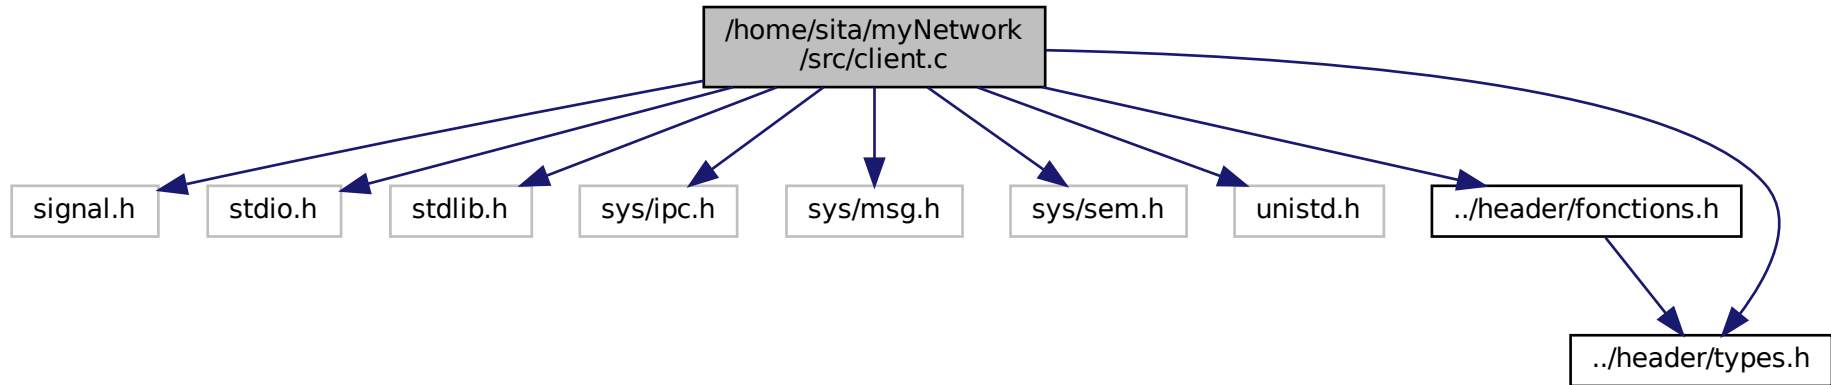 /home/sita/myNetwork
/src/client.c
signal.h
stdio.h
stdlib.h
sys/ipc.h
sys/msg.h
sys/sem.h
unistd.h
../header/fonctions.h
../header/types.h